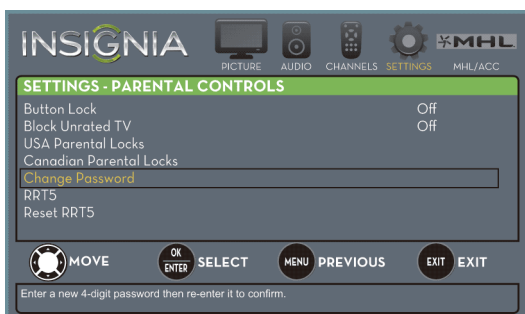 INSIGNIA
PICTURE AUDIO CHANNELS SETTINGS MHL/ACC
MHL
SETTINGS - PARENTAL CONTROLS
Button Lock Off
Block Unrated TV Off
USA Parental Locks
Canadian Parental Locks
Change Password
RRT5
Reset RRT5
MOVE OK ENTER SELECT MENU PREVIOUS EXIT EXIT
Enter a new 4-digit password then re-enter it to confirm.